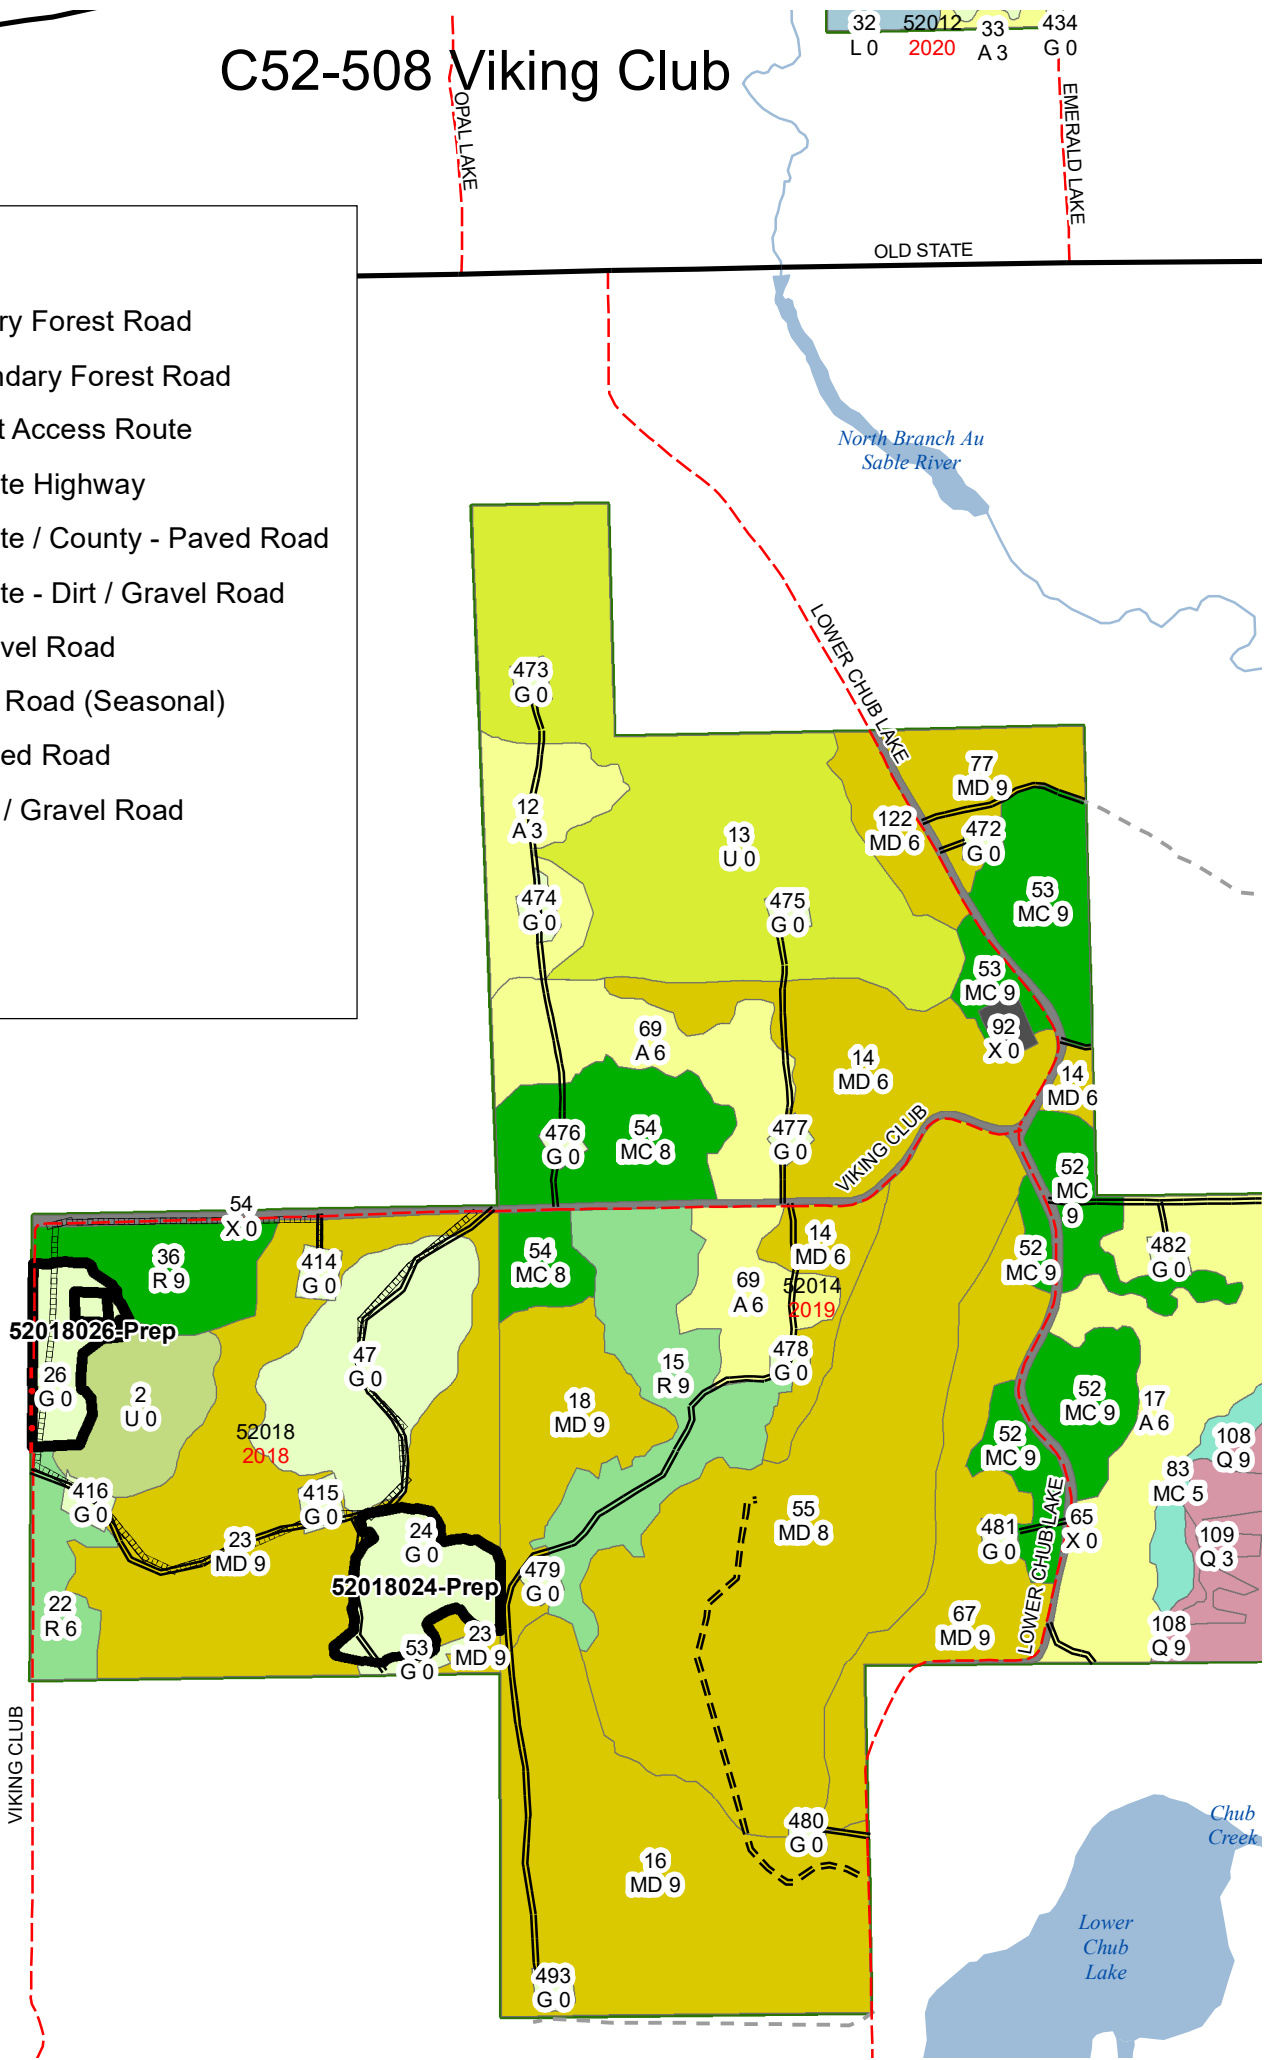 32
L 0
52012
2020
33
A 3
434
G 0
C52-508 Viking Club
OPAL LAKE
EMERALD LAKE
OLD STATE
ry Forest Road
ndary Forest Road
t Access Route
te Highway
te / County - Paved Road
te - Dirt / Gravel Road
vel Road
Road (Seasonal)
ed Road
/ Gravel Road
North Branch Au
Sable River
LOWER CHUB LAKE
473
G 0
77
MD 9
12
A 3
122
MD 6
472
G 0
13
U 0
53
MC 9
474
G 0
475
G 0
53
MC 9
92
X 0
69
A 6
14
MD 6
14
MD 6
476
G 0
54
MC 8
477
G 0
VIKING CLUB
52
MC
9
54
X 0
36
R 9
414
G 0
54
MC 8
14
MD 6
52
MC 9
482
G 0
69
A 6
52014
2019
52018026-Prep
26
G 0
2
U 0
47
G 0
15
R 9
478
G 0
18
MD 9
52
MC 9
17
A 6
52018
2018
52
MC 9
108
Q 9
83
MC 5
416
G 0
415
G 0
55
MD 8
481
G 0
65
X 0
LOWER CHUB LAKE
109
Q 3
23
MD 9
24
G 0
52018024-Prep
479
G 0
22
R 6
53
G 0
23
MD 9
67
MD 9
108
Q 9
VIKING CLUB
480
G 0
16
MD 9
Chub
Creek
Lower
Chub
Lake
493
G 0